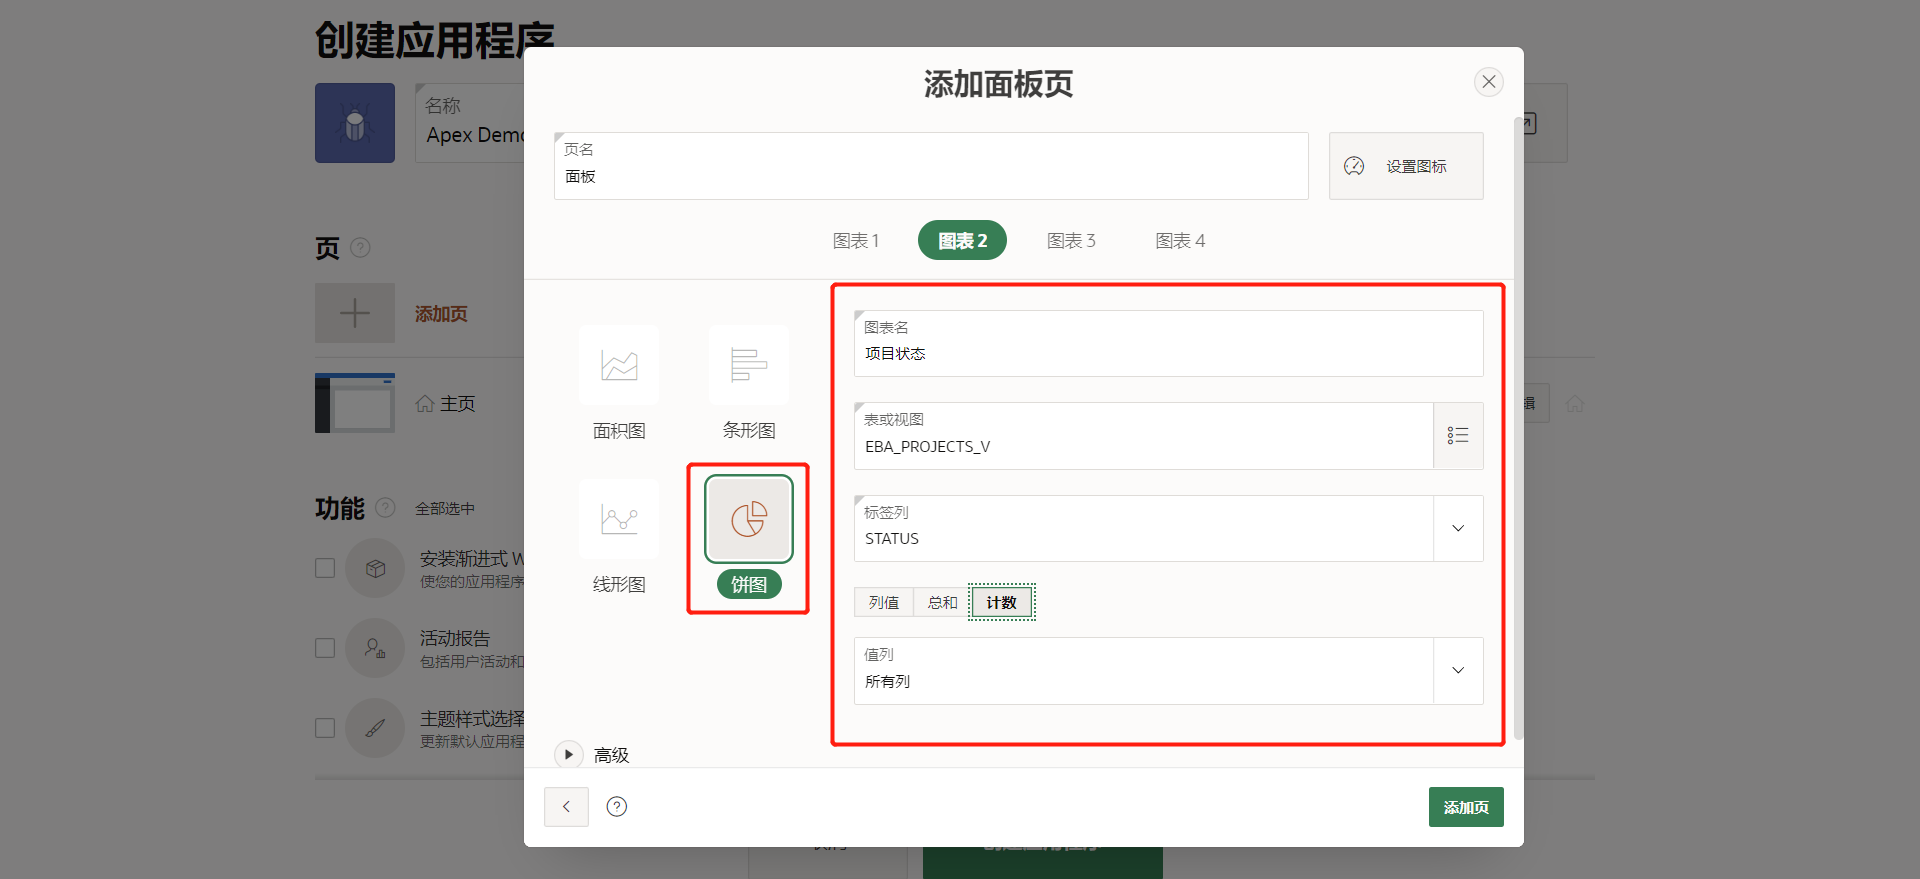 创建应用程序
添加面板页
名称
Apex Demo
页名
面板
设置图标
图表 1
图表 2
图表 3
图表 4
页
添加页
主页
辑
面积图
条形图
线形图
饼图
图表名
项目状态
表或视图
EBA_PROJECTS_V
标签列
STATUS
列值
总和
计数
值列
所有列
功能
全部选中
安装渐进式 W
使您的应用程序
活动报告
包括用户活动和
主题样式选择
更新默认应用程
高级
添加页